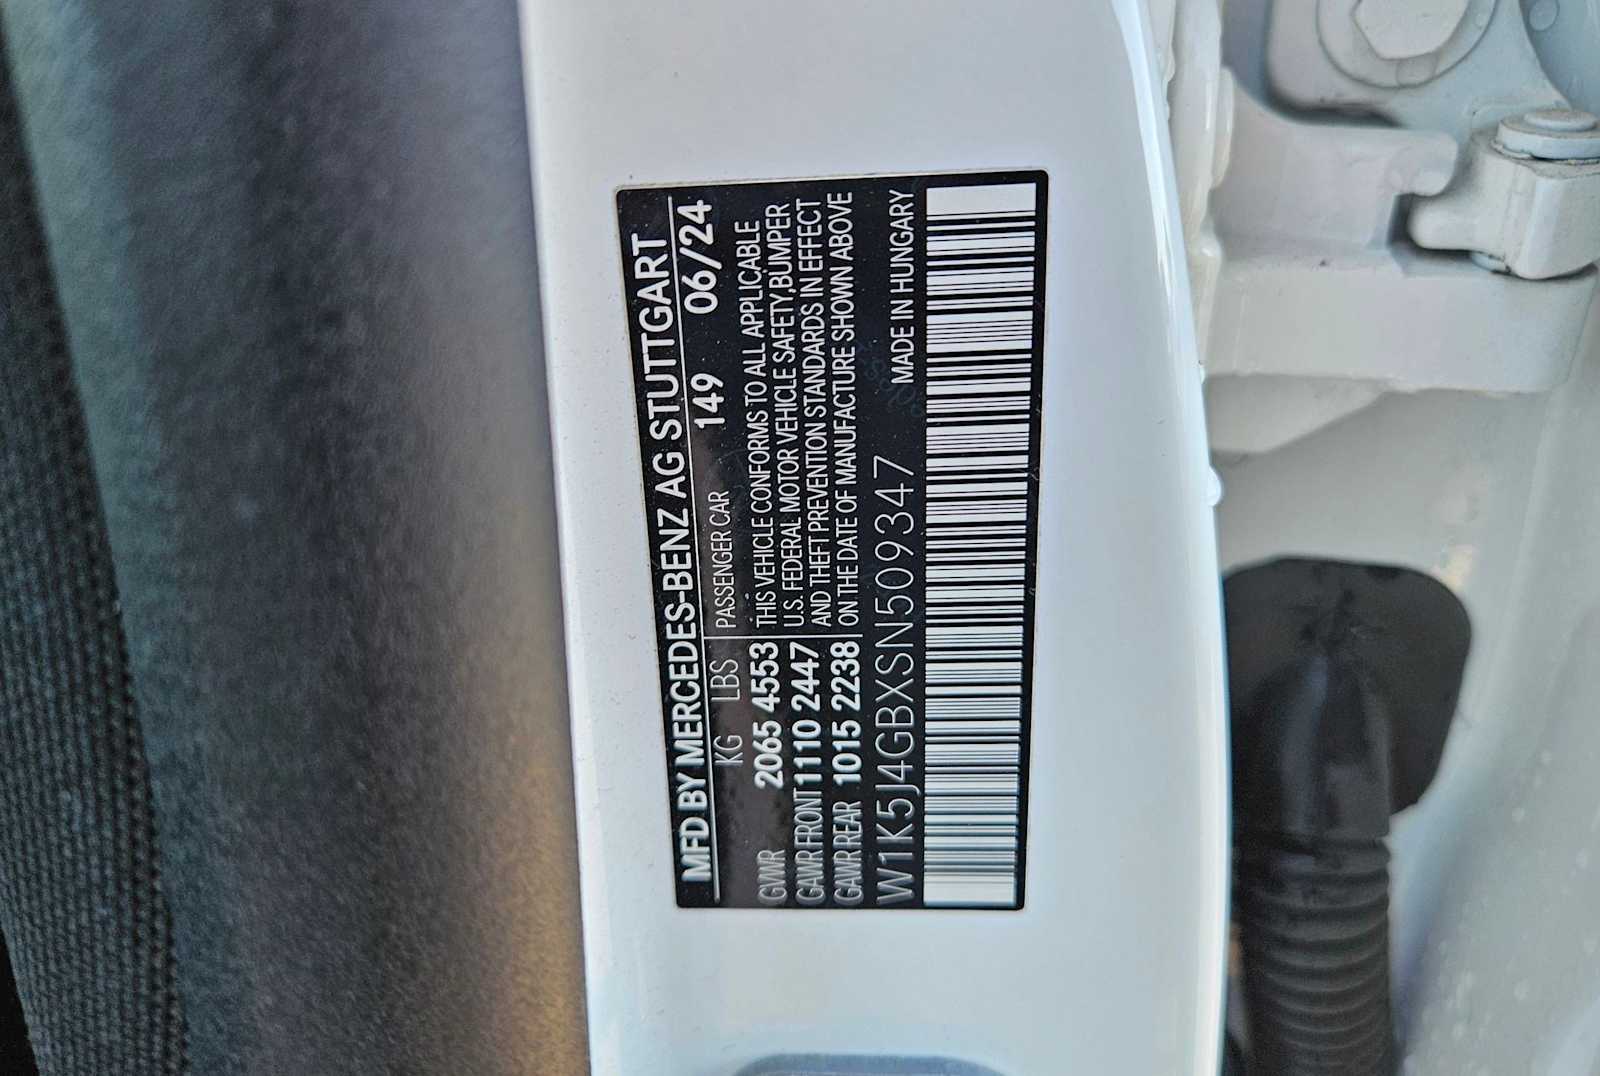 MFD BY MERCEDES-BENZ AG STUTTGART
KG LBS PASSENGER CAR 149 06/24
GVWR 2065 4553 THIS VEHICLE CONFORMS TO ALL APPLICABLE
GAWR FRONT 1110 2447 U.S. FEDERAL MOTOR VEHICLE SAFETY,BUMPER
GAWR REAR 1015 2238 AND THEFT PREVENTION STANDARDS IN EFFECT
ON THE DATE OF MANUFACTURE SHOWN ABOVE
W1K5J4GBXSN509347 MADE IN HUNGARY